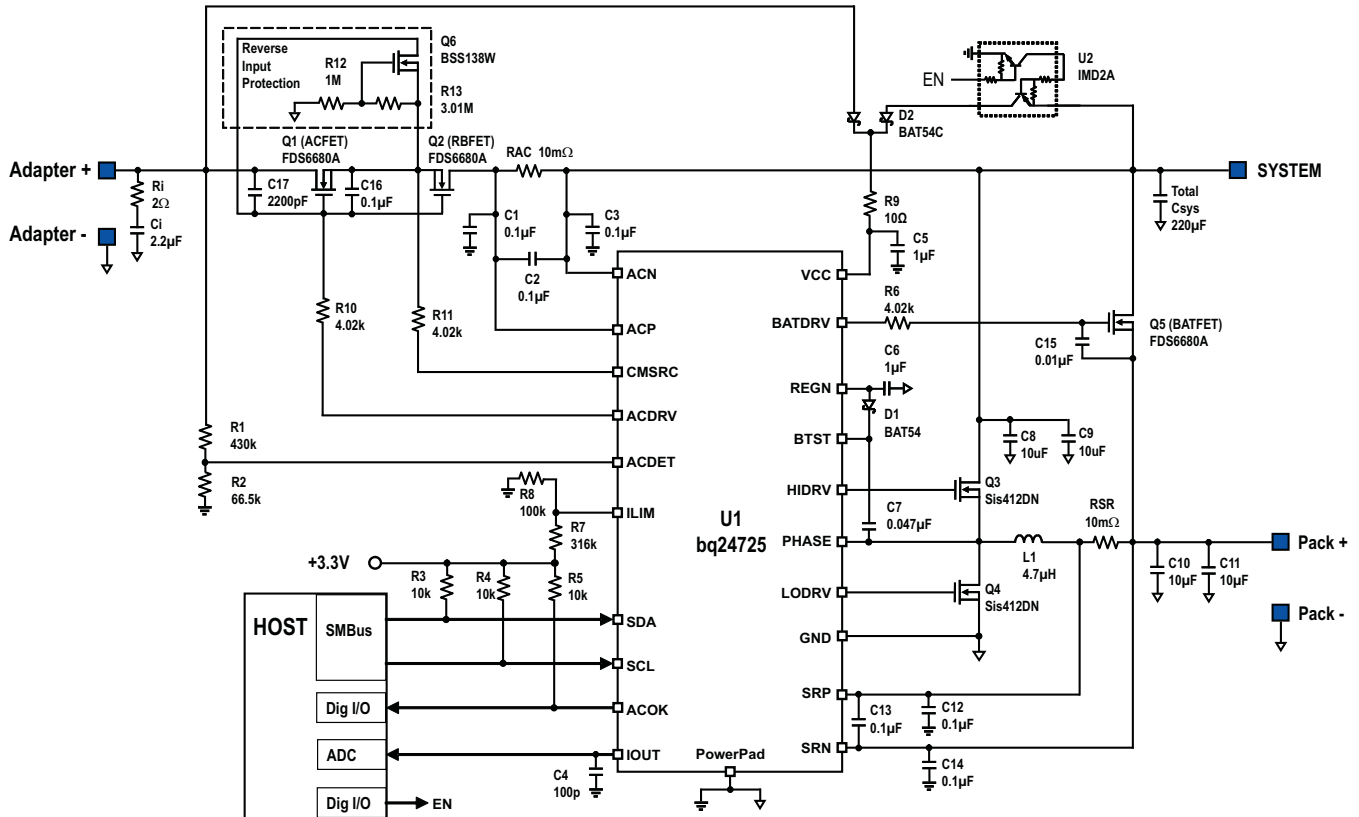 Reverse
Input
Protection
R12
1M
Q6
BSS138W
R13
3.01M
U2
IMD2A
EN
D2
BAT54C
Q1 (ACFET)
FDS6680A
Q2 (RBFET)
FDS6680A
RAC 10mΩ
Adapter +
SYSTEM
Ri
2Ω
Ci
2.2µF
C17
2200pF
C16
0.1µF
C1
0.1µF
C3
0.1µF
C2
0.1µF
R9
10Ω
C5
1µF
Total
Csys
220µF
Adapter -
ACN
VCC
R10
4.02k
R11
4.02k
R6
4.02k
ACP
BATDRV
Q5 (BATFET)
FDS6680A
C15
0.01µF
C6
1µF
CMSRC
REGN
D1
BAT54
ACDRV
BTST
R1
430k
C8
10uF
C9
10uF
ACDET
R2
66.5k
R8
100k
HIDRV
Q3
Sis412DN
ILIM
C7
0.047µF
RSR
10mΩ
U1
bq24725
R7
316k
PHASE
L1
4.7µH
Pack +
C10
10µF
C11
10µF
+3.3V
R3
10k
R4
10k
R5
10k
LODRV
Q4
Sis412DN
HOST
SMBus
SDA
GND
Pack -
SCL
SRP
Dig I/O
ACOK
C13
0.1µF
C12
0.1µF
ADC
IOUT
PowerPad
SRN
C4
100p
C14
0.1µF
Dig I/O
EN